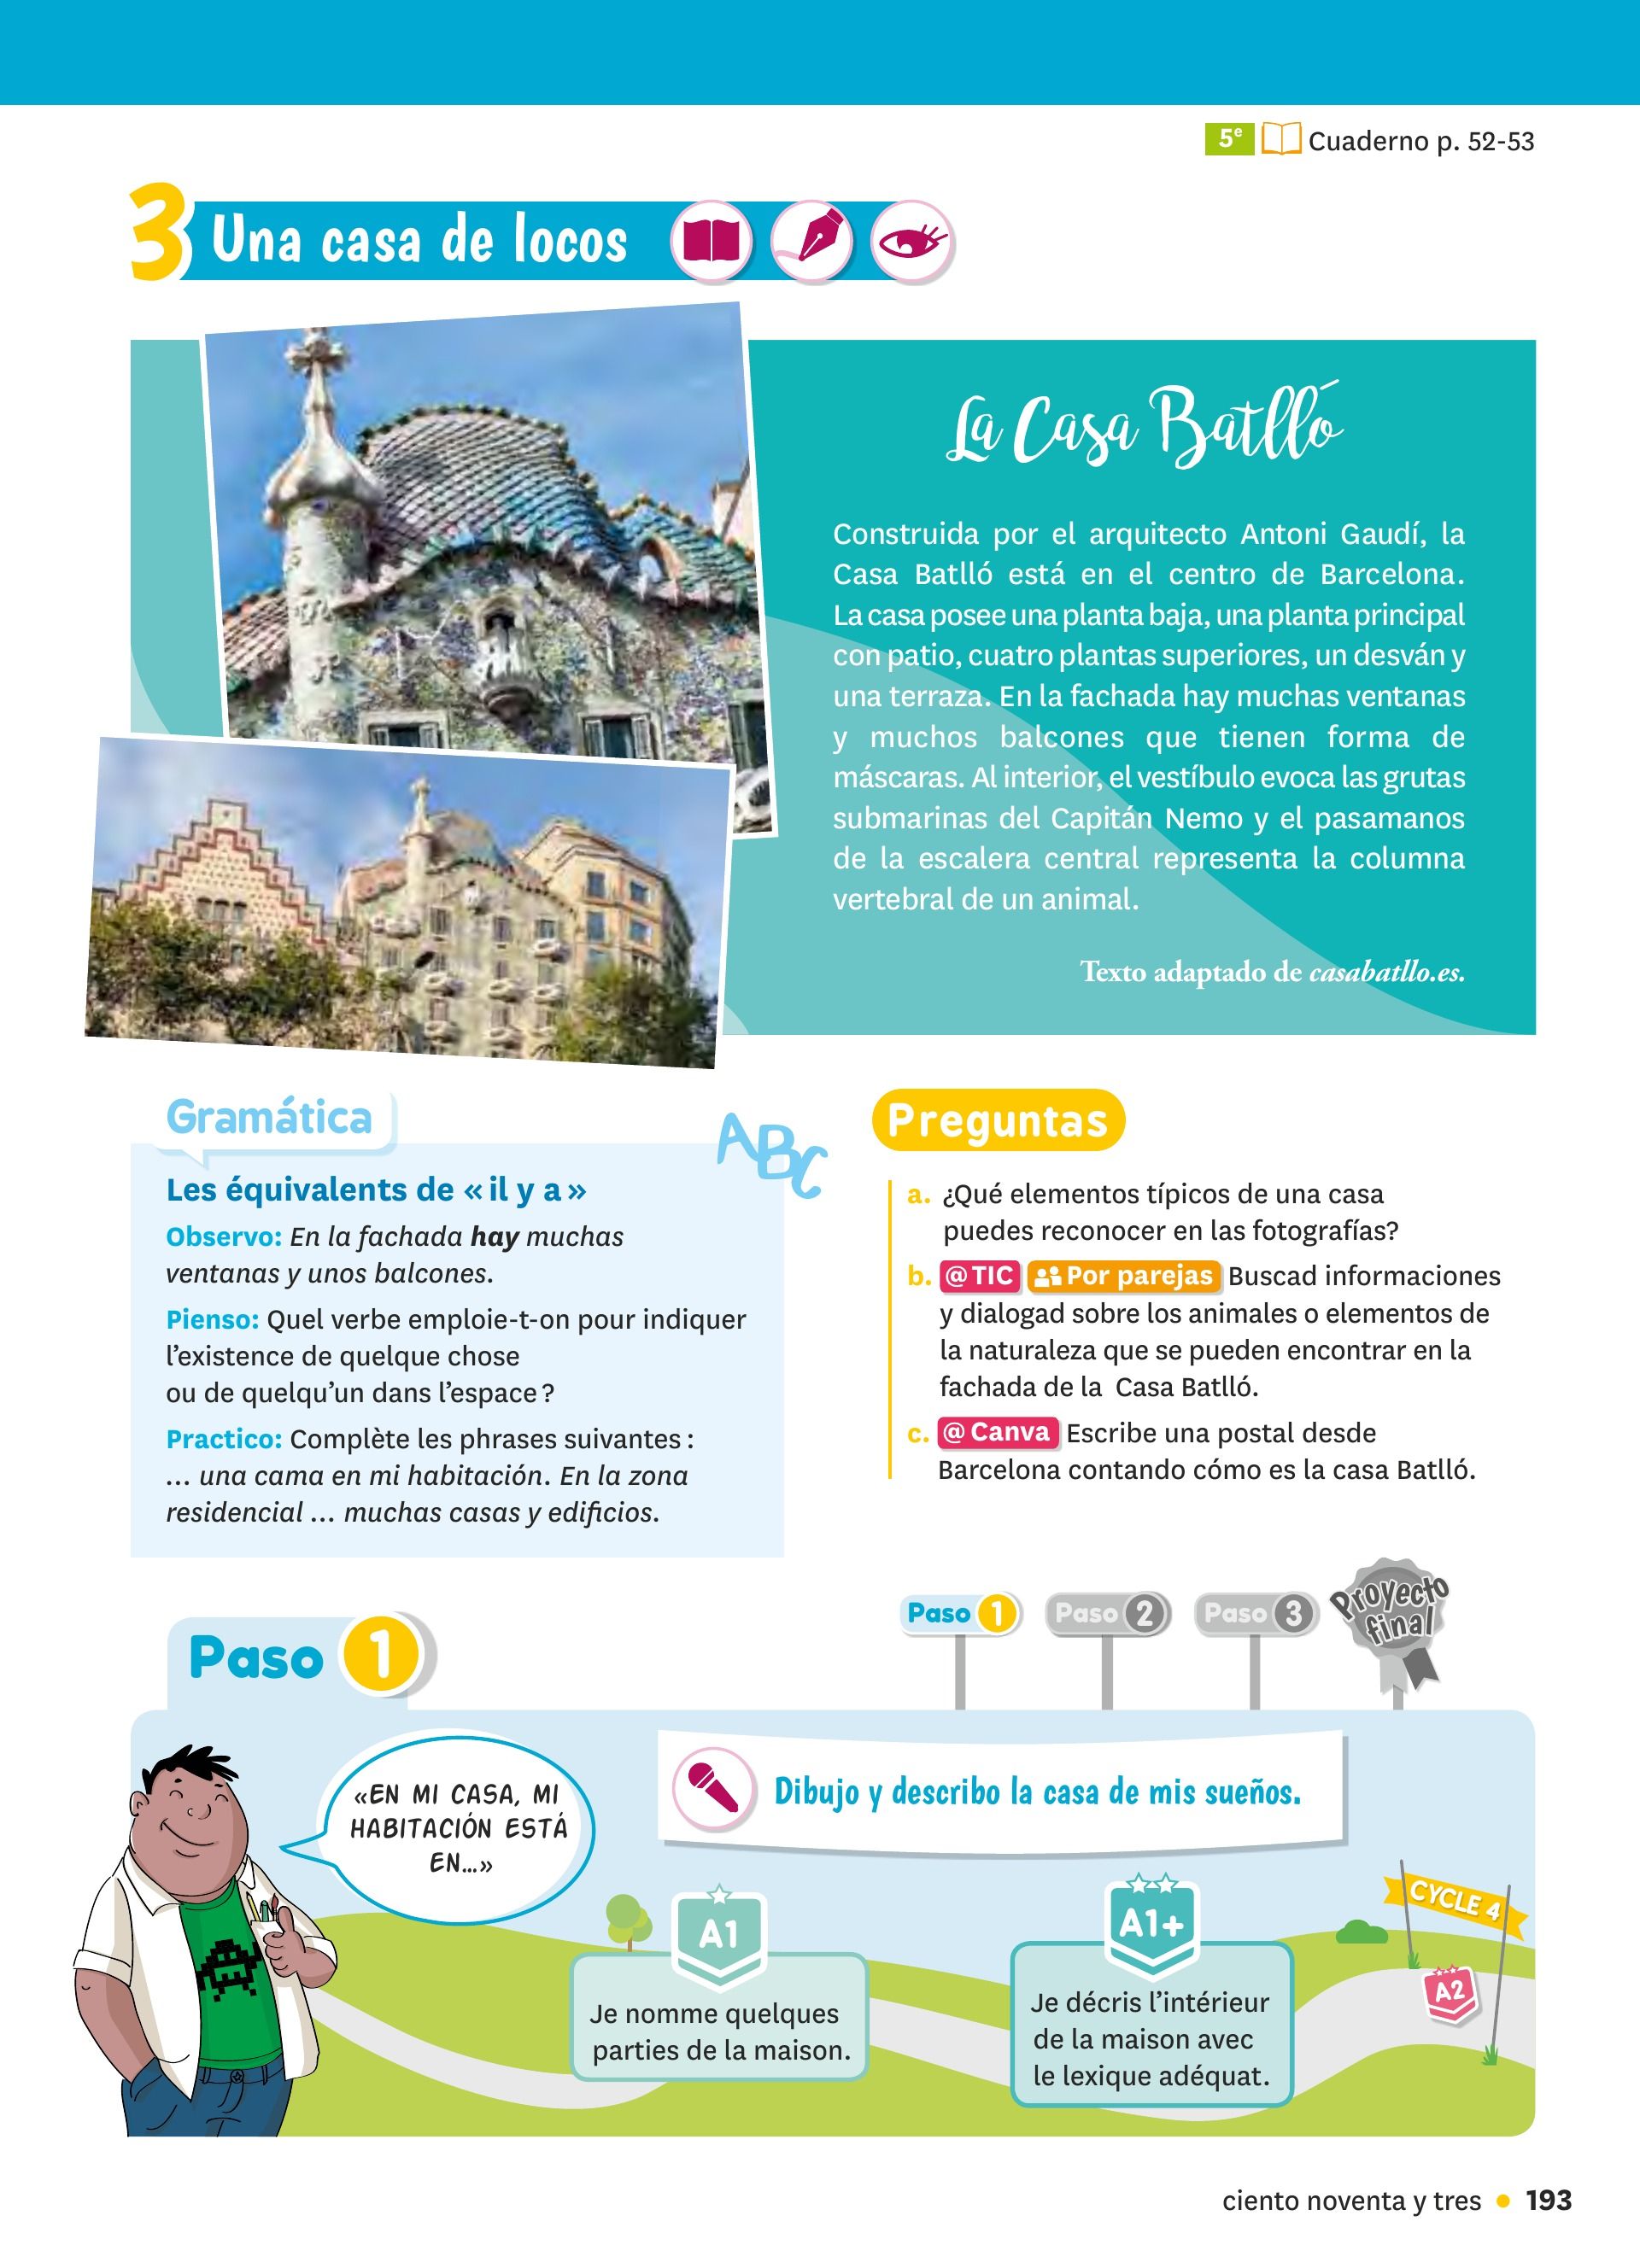 5e Cuaderno p. 52-53
3 Una casa de locos
La Casa Batlló
Construida por el arquitecto Antoni Gaudí, la
Casa Batlló está en el centro de Barcelona.
La casa posee una planta baja, una planta principal
con patio, cuatro plantas superiores, un desván y
una terraza. En la fachada hay muchas ventanas
y muchos balcones que tienen forma de
máscaras. Al interior, el vestíbulo evoca las grutas
submarinas del Capitán Nemo y el pasamanos
de la escalera central representa la columna
vertebral de un animal.
Texto adaptado de casabatllo.es.
Gramática
ABC
Les équivalents de « il y a »
Observo: En la fachada hay muchas
ventanas y unos balcones.
Pienso: Quel verbe emploie-t-on pour indiquer
l'existence de quelque chose
ou de quelqu'un dans l'espace ?
Practico: Complète les phrases suivantes :
... una cama en mi habitación. En la zona
residencial ... muchas casas y edificios.
Preguntas
a. ¿Qué elementos típicos de una casa
puedes reconocer en las fotografías?
b. @TIC Por parejas Buscad informaciones
y dialogad sobre los animales o elementos de
la naturaleza que se pueden encontrar en la
fachada de la Casa Batlló.
c. @ Canva Escribe una postal desde
Barcelona contando cómo es la casa Batlló.
Paso 1
Paso 2
Paso 3
Proyecto
final
Paso 1
«EN MI CASA, MI
HABITACIÓN ESTÁ
EN...»
Dibujo y describo la casa de mis sueños.
A1
Je nomme quelques
parties de la maison.
A1+
Je décris l'intérieur
de la maison avec
le lexique adéquat.
CYCLE 4
A2
ciento noventa y tres • 193